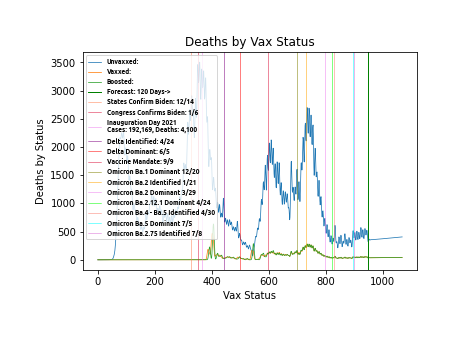 Deaths by Vax Status
3500
3000
2500
2000
1500
1000
500
0
Deaths by Status
Unvaxxed:
Vaxxed:
Boosted:
Forecast: 120 Days->
States Confirm Biden: 12/14
Congress Confirms Biden: 1/6
Inauguration Day 2021
Cases: 192,169, Deaths: 4,100
Delta Identified: 4/24
Delta Dominant: 6/5
Vaccine Mandate: 9/9
Omicron Ba.1 Dominant 12/20
Omicron Ba.2 Identified 1/21
Omicron Ba.2 Dominant 3/29
Omicron Ba.2.12.1 Dominant 4/24
Omicron Ba.4 - Ba.5 Identified 4/30
Omicron Ba.5 Dominant 7/5
Omicron Ba.2.75 Identified 7/8
0 200 400 600 800 1000
Vax Status